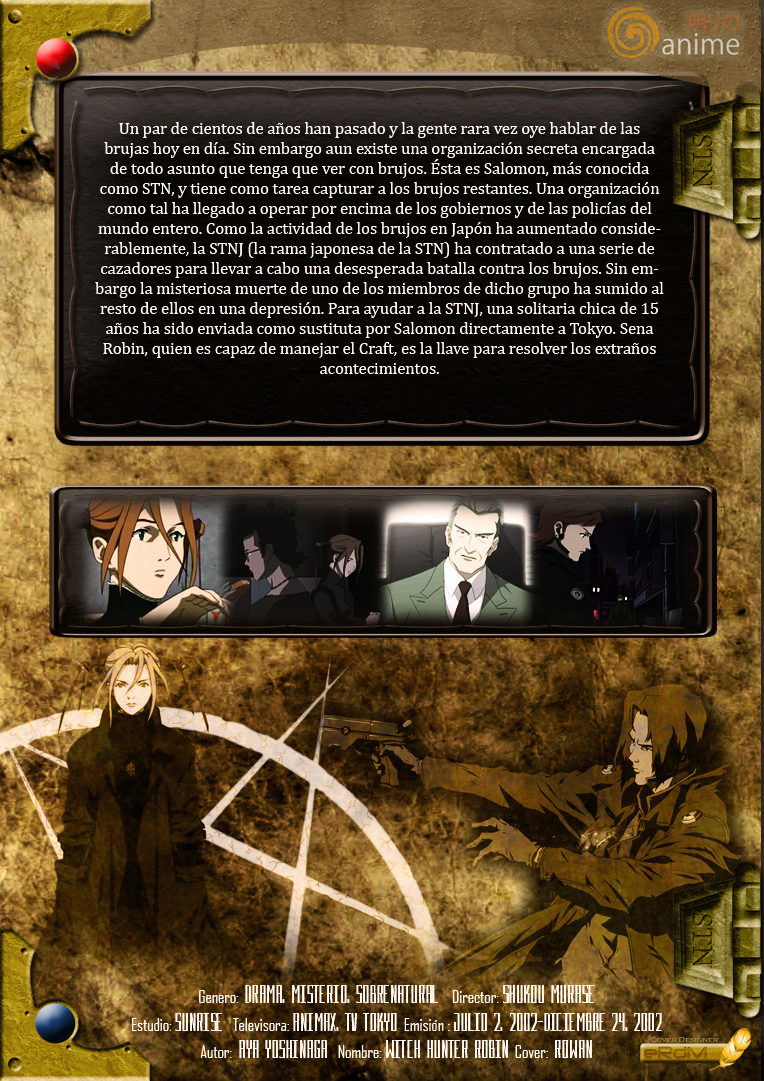 明りの
anime
Un par de cientos de años han pasado y la gente rara vez oye hablar de las
brujas hoy en día. Sin embargo aun existe una organización secreta encargada
de todo asunto que tenga que ver con brujos. Ésta es Salomon, más conocida
como STN, y tiene como tarea capturar a los brujos restantes. Una organización
como tal ha llegado a operar por encima de los gobiernos y de las policías del
mundo entero. Como la actividad de los brujos en Japón ha aumentado conside-
rablemente, la STNJ (la rama japonesa de la STN) ha contratado a una serie de
cazadores para llevar a cabo una desesperada batalla contra los brujos. Sin em-
bargo la misteriosa muerte de uno de los miembros de dicho grupo ha sumido al
resto de ellos en una depresión. Para ayudar a la STNJ, una solitaria chica de 15
años ha sido enviada como sustituta por Salomon directamente a Tokyo. Sena
Robin, quien es capaz de manejar el Craft, es la llave para resolver los extraños
acontecimientos.
STN
STN
Genero: DRAMA, MISTERIO, SOBRENATURAL Director: SHUKOU MURASE
Estudio: SUNRISE Televisora: ANIMAX, TV TOKYO Emisión : JULIO 2, 2002-DICIEMBRE 24, 2002
Autor: AYA YOSHINAGA Nombre: WITCH HUNTER ROBIN Cover: ROWAN
COVER DESIGNER